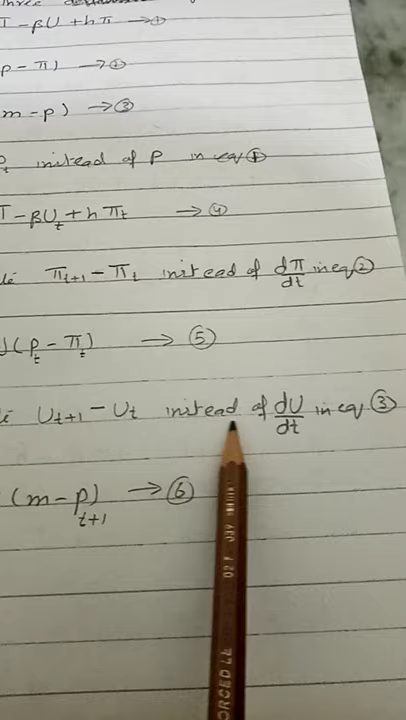 T - βU + hπ → ①
p - π) → ②
m - p) → ③
instead of P in eq ①
T - βU_t + h π_t → ④
π_{t+1} - π_t instead of dπ/dt in eq ②
J(p_t - π_t) → ⑤
U_{t+1} - U_t instead of dU/dt in eq ③
(m - p)_{t+1} → ⑥